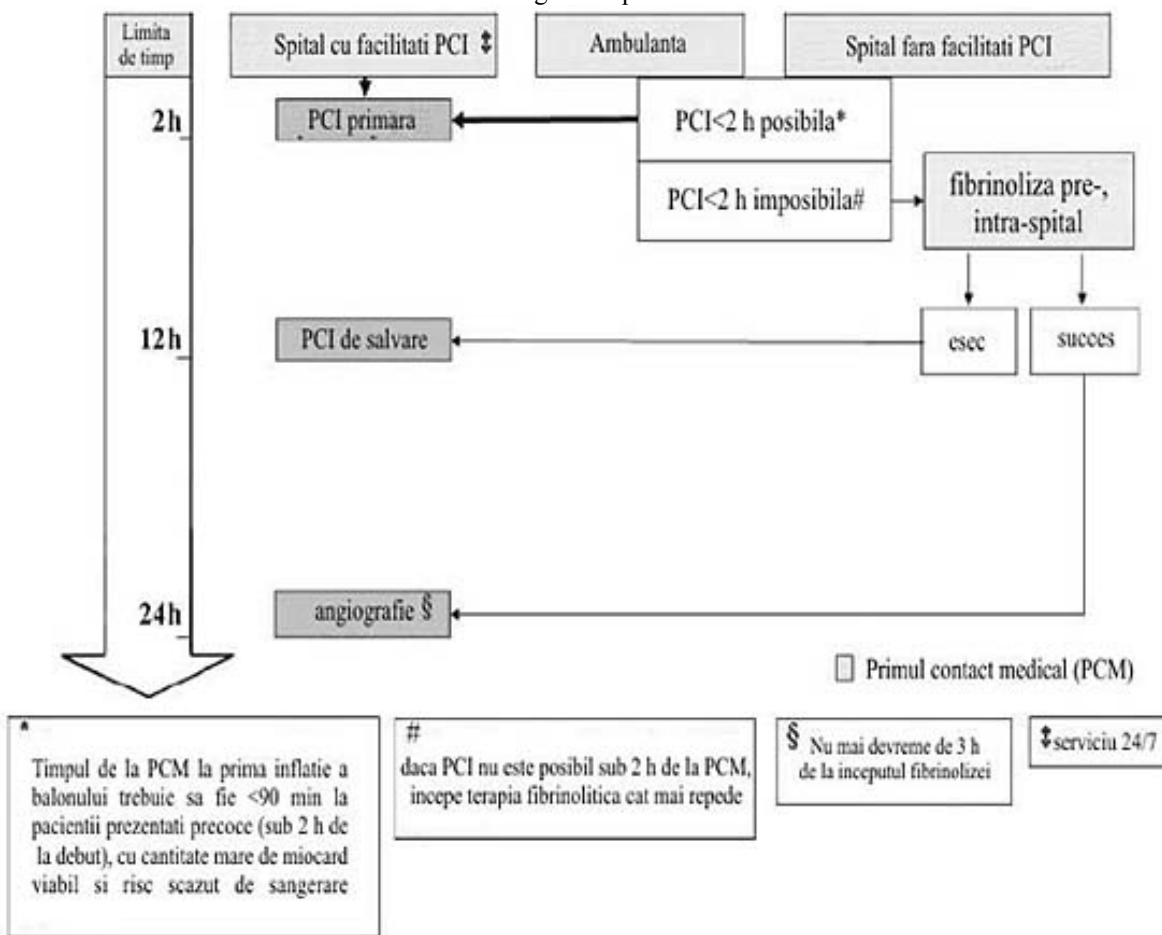 Limita
de timp
Spital cu facilitati PCI ⇕
Ambulanta
Spital fara facilitati PCI
2h
PCI primara
PCI<2 h posibila*
PCI<2 h imposibila#
fibrinoliza pre-,
intra-spital
12h
PCI de salvare
esec
succes
24h
angiografie §
Primul contact medical (PCM)
*
Timpul de la PCM la prima inflatie a
balonului trebuie sa fie <90 min la
pacientii prezentati precoce (sub 2 h de
la debut), cu cantitate mare de miocard
viabil si risc scazut de sangerare
#
daca PCI nu este posibil sub 2 h de la PCM,
incepe terapia fibrinolitica cat mai repede
§ Nu mai devreme de 3 h
de la inceputul fibrinolizei
⇕serviciu 24/7